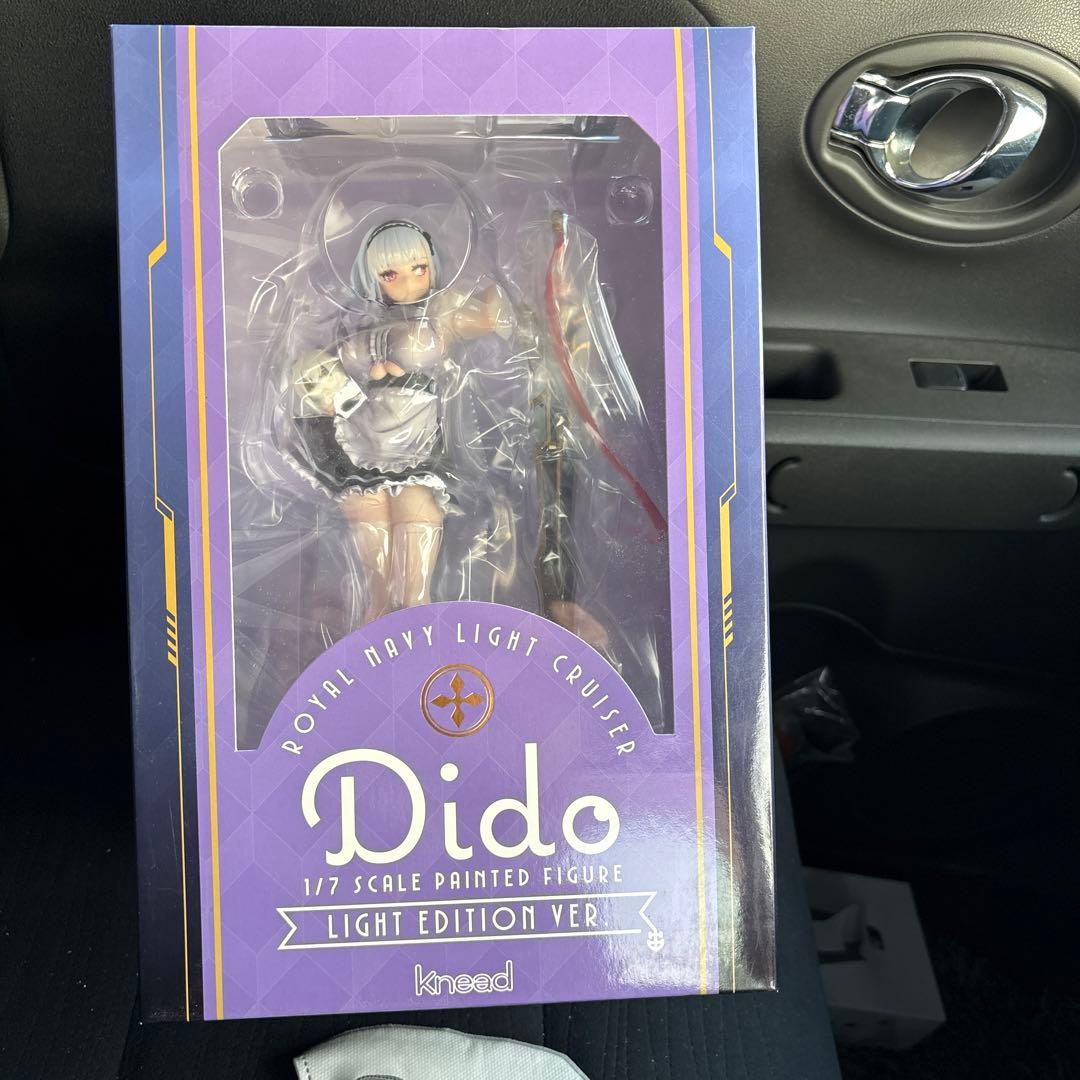 ROYAL NAVY LIGHT CRUISER
Dido
1/7 SCALE PAINTED FIGURE
LIGHT EDITION VER.
knead